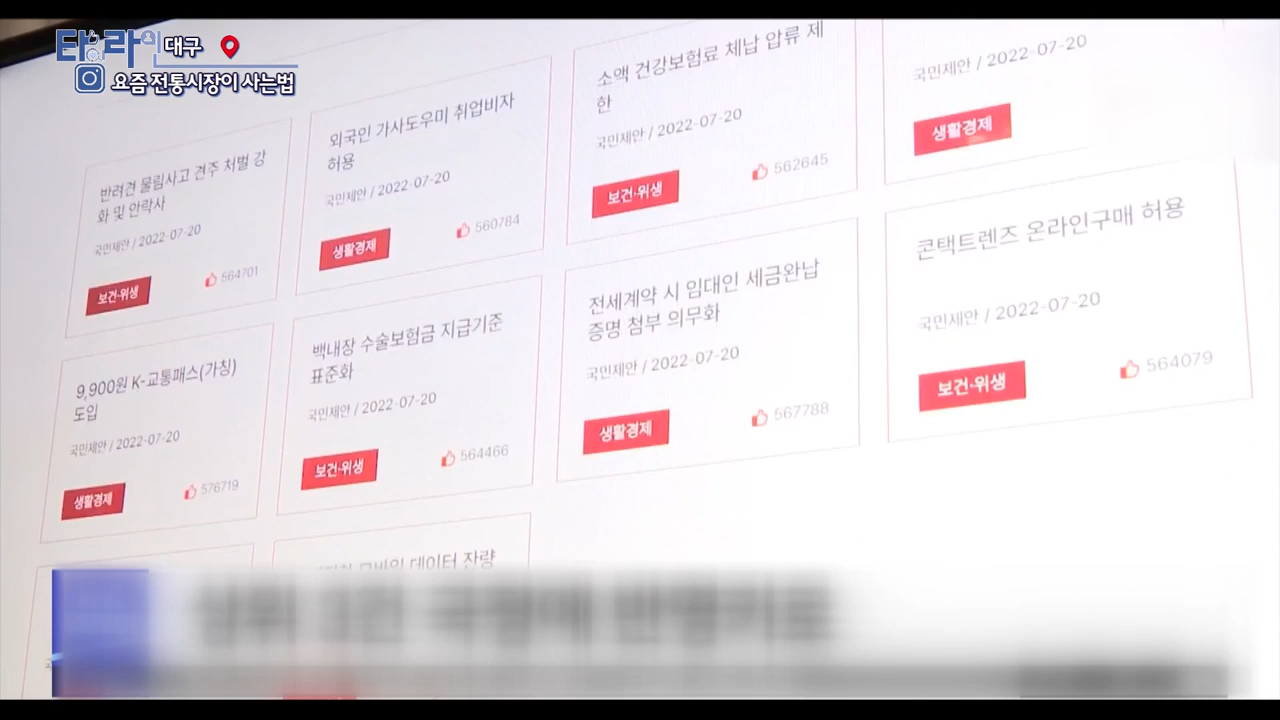 타 라의 대구
요즘 전통시장이 사는법
반려견 물림사고 견주 처벌 강
화 및 안락사
국민제안 / 2022-07-20
보건·위생
564701
외국인 가사도우미 취업비자
허용
국민제안 / 2022-07-20
생활경제
560784
소액 건강보험료 체납 압류 제
한
국민제안 / 2022-07-20
보건·위생
562645
국민제안 / 2022-07-20
생활경제
9,900원 K-교통패스(가칭)
도입
국민제안 / 2022-07-20
생활경제
576719
백내장 수술보험금 지급기준
표준화
국민제안 / 2022-07-20
보건·위생
564466
전세계약 시 임대인 세금완납
증명 첨부 의무화
국민제안 / 2022-07-20
생활경제
567788
콘택트렌즈 온라인구매 허용
국민제안 / 2022-07-20
보건·위생
564079
모바일 데이터 잔량